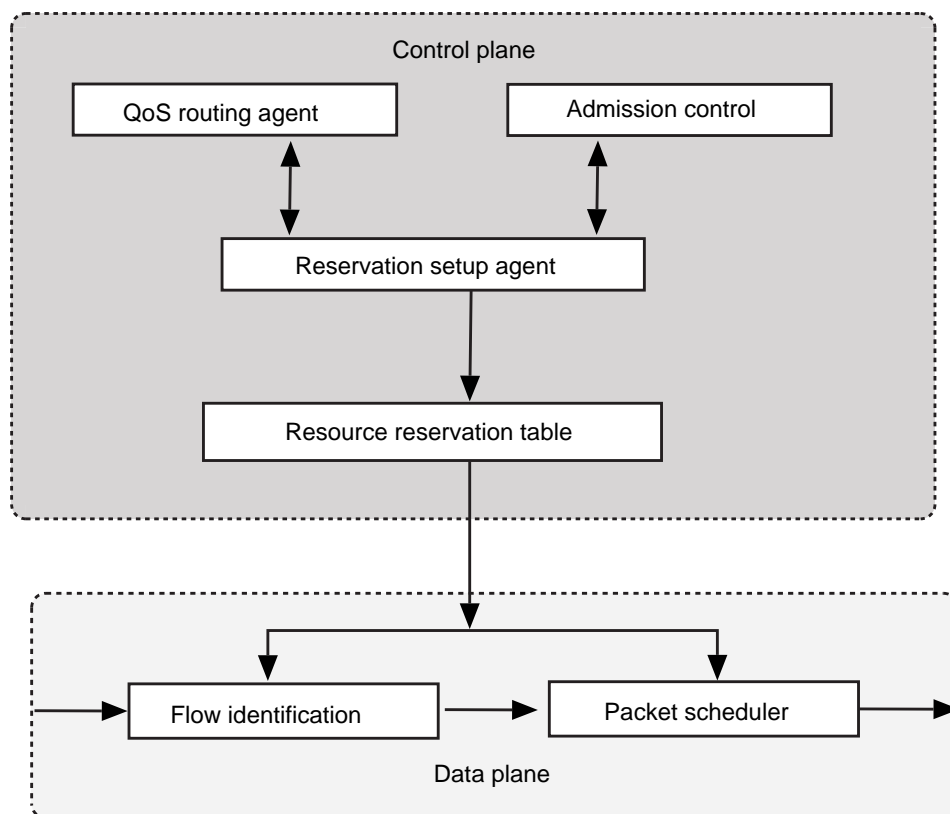 Control plane
QoS routing agent
Admission control
Reservation setup agent
Resource reservation table
Flow identification
Packet scheduler
Data plane